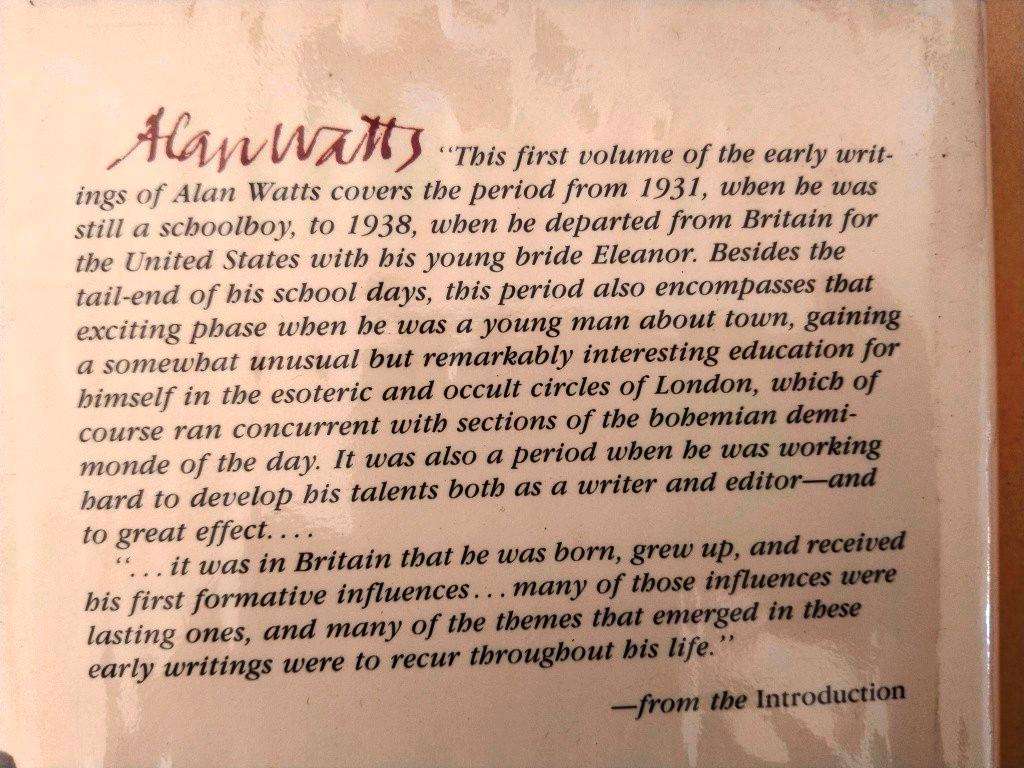 Alan Watts "This first volume of the early writ-
ings of Alan Watts covers the period from 1931, when he was
still a schoolboy, to 1938, when he departed from Britain for
the United States with his young bride Eleanor. Besides the
tail-end of his school days, this period also encompasses that
exciting phase when he was a young man about town, gaining
a somewhat unusual but remarkably interesting education for
himself in the esoteric and occult circles of London, which of
course ran concurrent with sections of the bohemian demi-
monde of the day. It was also a period when he was working
hard to develop his talents both as a writer and editor—and
to great effect. . . .
". . . it was in Britain that he was born, grew up, and received
his first formative influences . . . many of those influences were
lasting ones, and many of the themes that emerged in these
early writings were to recur throughout his life."
—from the Introduction